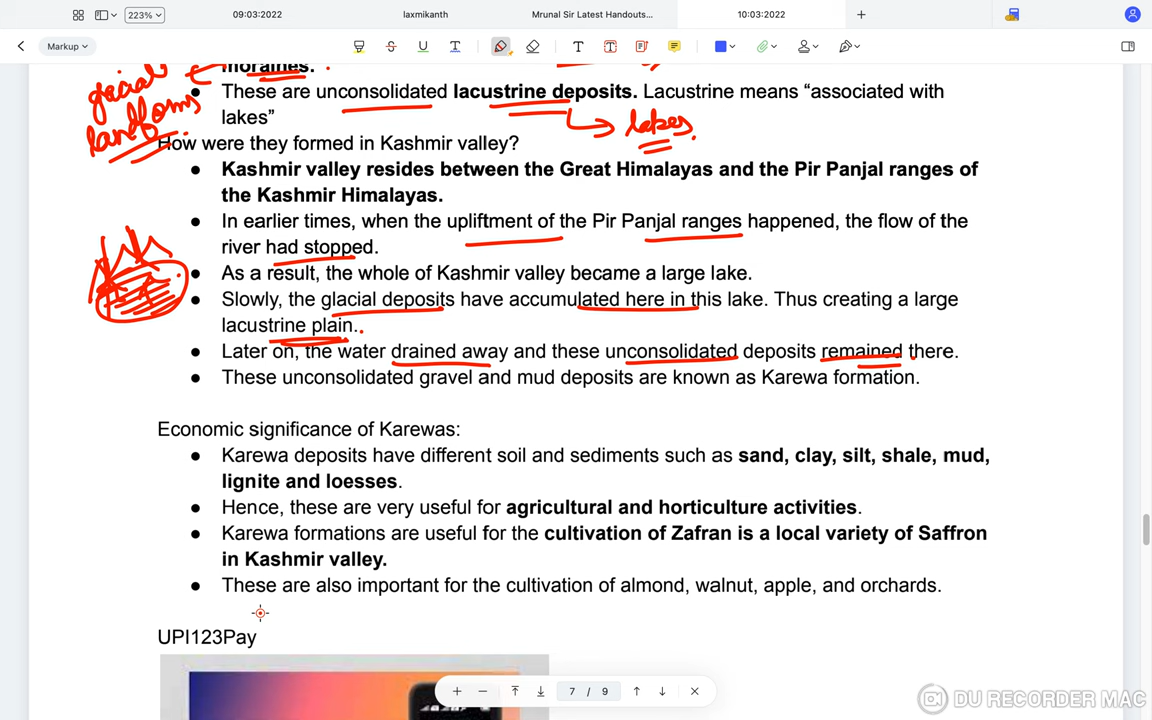 223%
09:03:2022
laxmikanth
Mrunal Sir Latest Handouts...
10:03:2022
Markup
moraines.
glacial
landforms
These are unconsolidated lacustrine deposits. Lacustrine means “associated with
lakes”
lakes
How were they formed in Kashmir valley?
Kashmir valley resides between the Great Himalayas and the Pir Panjal ranges of
the Kashmir Himalayas.
In earlier times, when the upliftment of the Pir Panjal ranges happened, the flow of the
river had stopped.
As a result, the whole of Kashmir valley became a large lake.
Slowly, the glacial deposits have accumulated here in this lake. Thus creating a large
lacustrine plain.
Later on, the water drained away and these unconsolidated deposits remained there.
These unconsolidated gravel and mud deposits are known as Karewa formation.
Economic significance of Karewas:
Karewa deposits have different soil and sediments such as sand, clay, silt, shale, mud,
lignite and loesses.
Hence, these are very useful for agricultural and horticulture activities.
Karewa formations are useful for the cultivation of Zafran is a local variety of Saffron
in Kashmir valley.
These are also important for the cultivation of almond, walnut, apple, and orchards.
UPI123Pay
7 / 9
DU RECORDER MAC